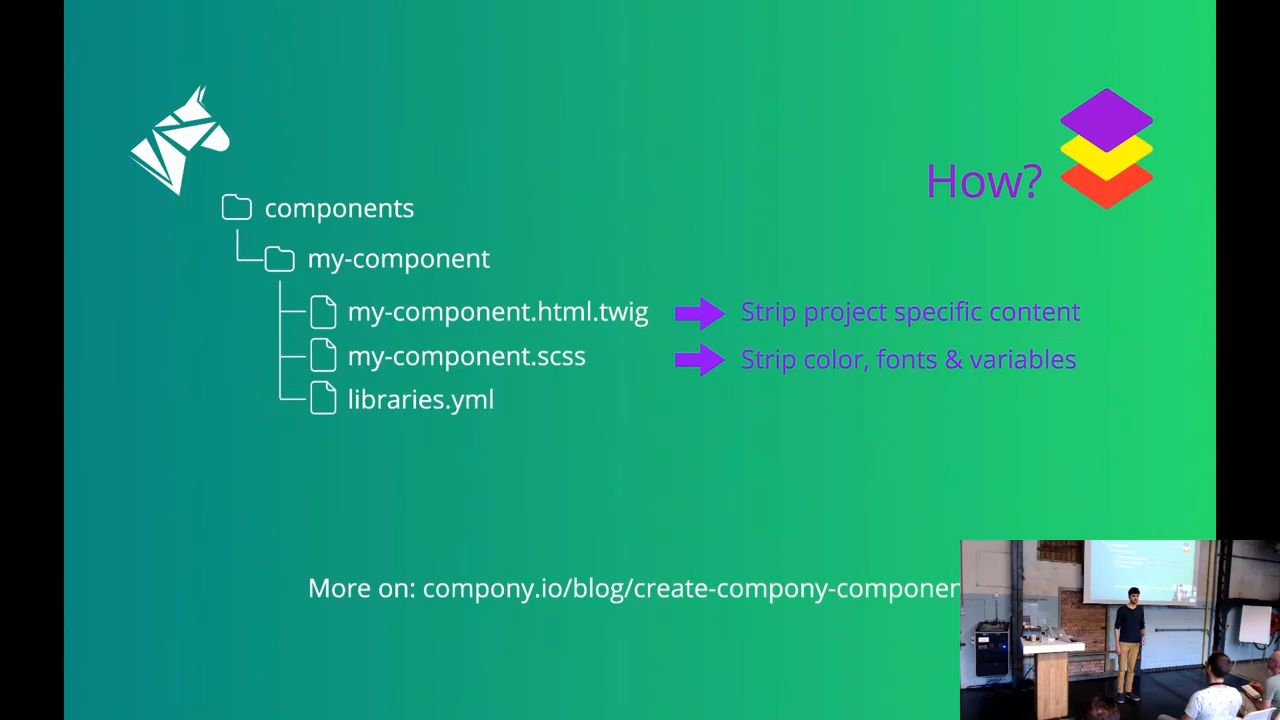 How?
components
my-component
my-component.html.twig Strip project specific content
my-component.scss Strip color, fonts & variables
libraries.yml
More on: compony.io/blog/create-compony-componen